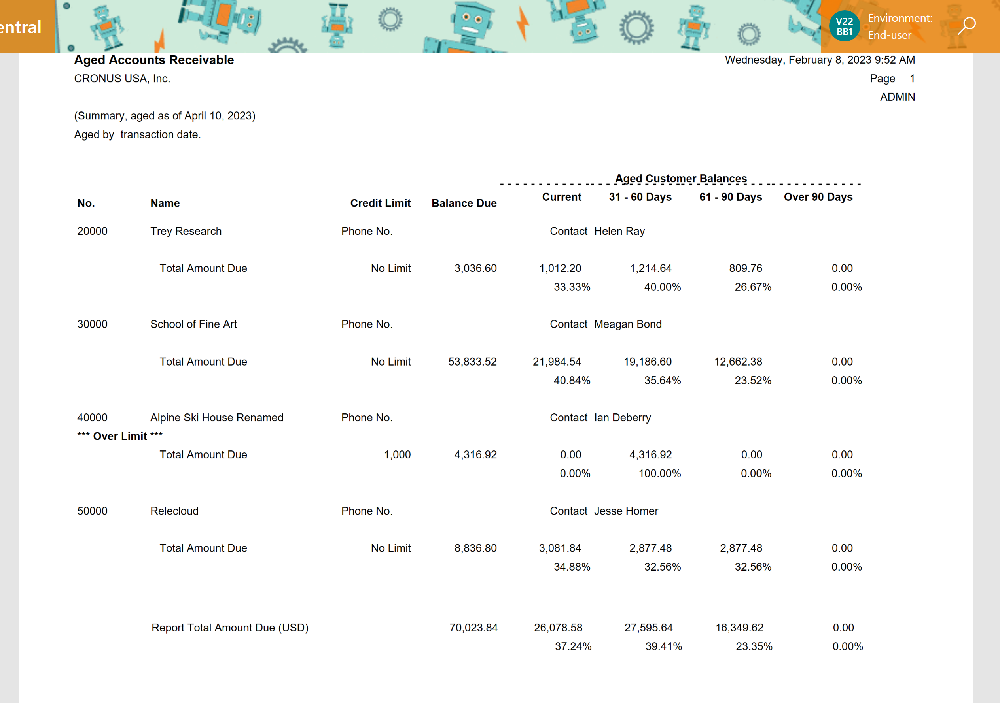 entral
V22
BB1
Environment:
End-user
Aged Accounts Receivable Wednesday, February 8, 2023 9:52 AM
CRONUS USA, Inc. Page 1
ADMIN
(Summary, aged as of April 10, 2023)
Aged by transaction date.
Aged Customer Balances
No. Name Credit Limit Balance Due Current 31 - 60 Days 61 - 90 Days Over 90 Days
20000 Trey Research Phone No. Contact Helen Ray
Total Amount Due No Limit 3,036.60 1,012.20 1,214.64 809.76 0.00
33.33% 40.00% 26.67% 0.00%
30000 School of Fine Art Phone No. Contact Meagan Bond
Total Amount Due No Limit 53,833.52 21,984.54 19,186.60 12,662.38 0.00
40.84% 35.64% 23.52% 0.00%
40000 Alpine Ski House Renamed Phone No. Contact Ian Deberry
*** Over Limit ***
Total Amount Due 1,000 4,316.92 0.00 4,316.92 0.00 0.00
0.00% 100.00% 0.00% 0.00%
50000 Relecloud Phone No. Contact Jesse Homer
Total Amount Due No Limit 8,836.80 3,081.84 2,877.48 2,877.48 0.00
34.88% 32.56% 32.56% 0.00%
Report Total Amount Due (USD) 70,023.84 26,078.58 27,595.64 16,349.62 0.00
37.24% 39.41% 23.35% 0.00%